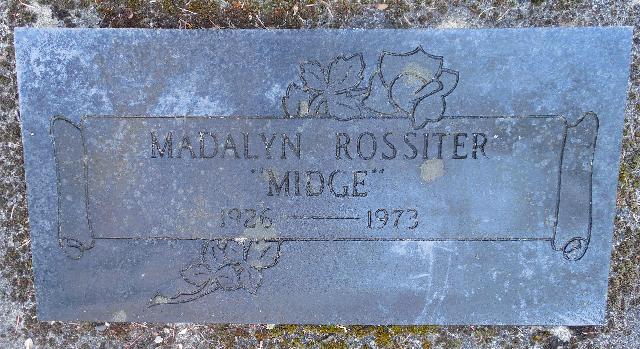 MADALYN ROSSITER
"MIDGE"
1926 — 1973